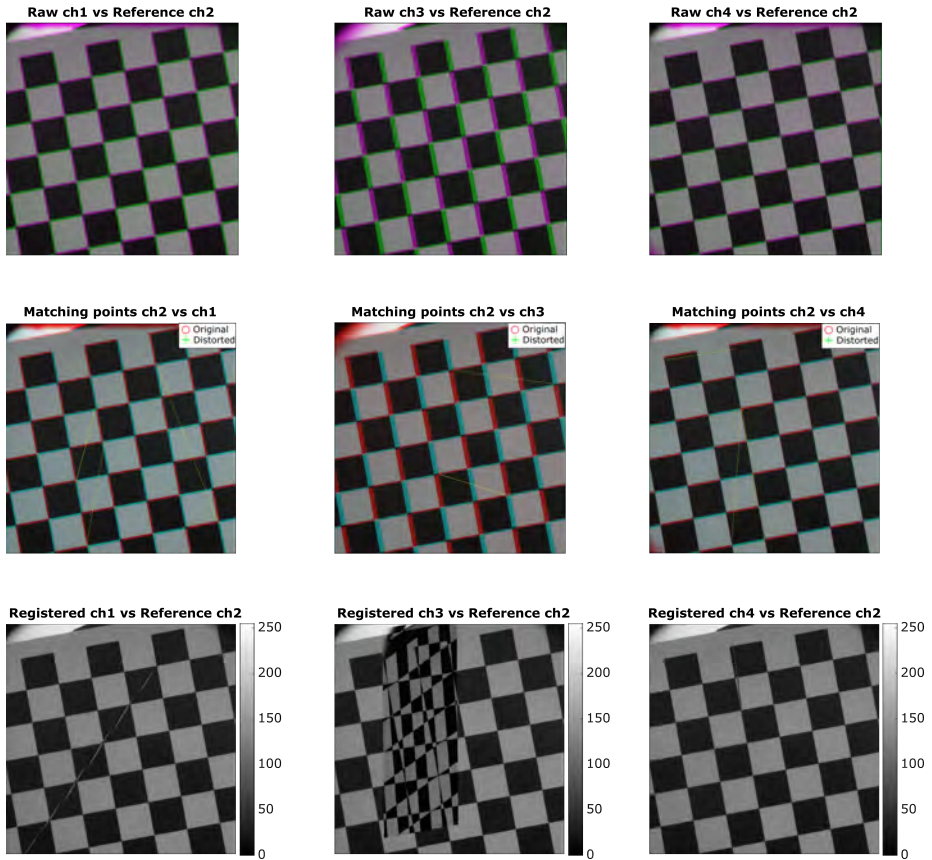 Raw ch1 vs Reference ch2
Raw ch3 vs Reference ch2
Raw ch4 vs Reference ch2
Matching points ch2 vs ch1
Original
Distorted
Matching points ch2 vs ch3
Original
Distorted
Matching points ch2 vs ch4
Original
Distorted
Registered ch1 vs Reference ch2
250
200
150
100
50
0
Registered ch3 vs Reference ch2
250
200
150
100
50
0
Registered ch4 vs Reference ch2
250
200
150
100
50
0